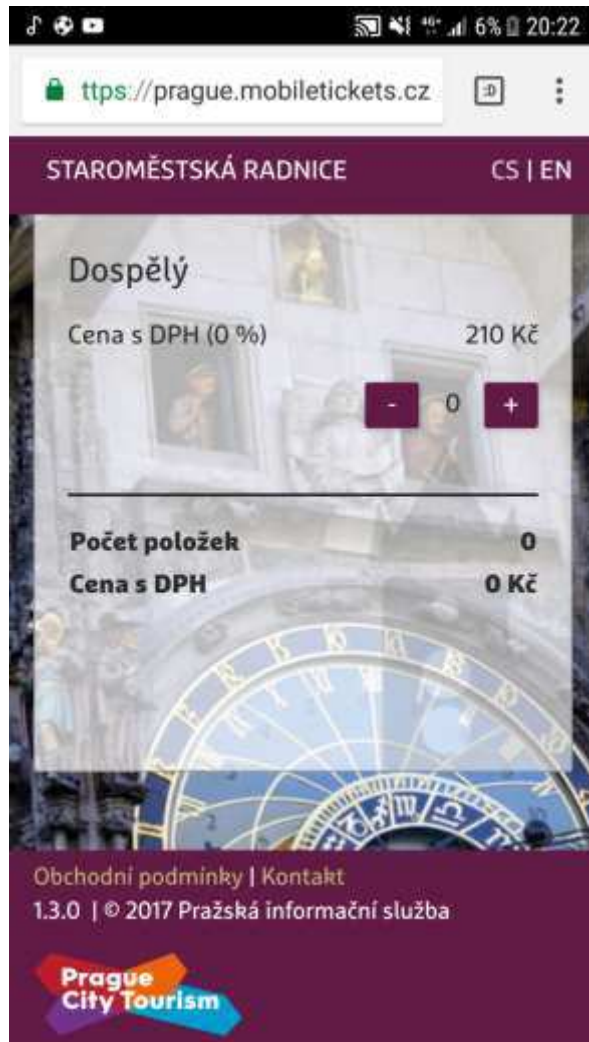 6% 20:22
ttps://prague.mobiletickets.cz :D
STAROMĚSTSKÁ RADNICE CS | EN
Dospělý
Cena s DPH (0 %) 210 Kč
- 0 +
Počet položek 0
Cena s DPH 0 Kč
Obchodní podmínky | Kontakt
1.3.0 | © 2017 Pražská informační služba
Prague
City Tourism